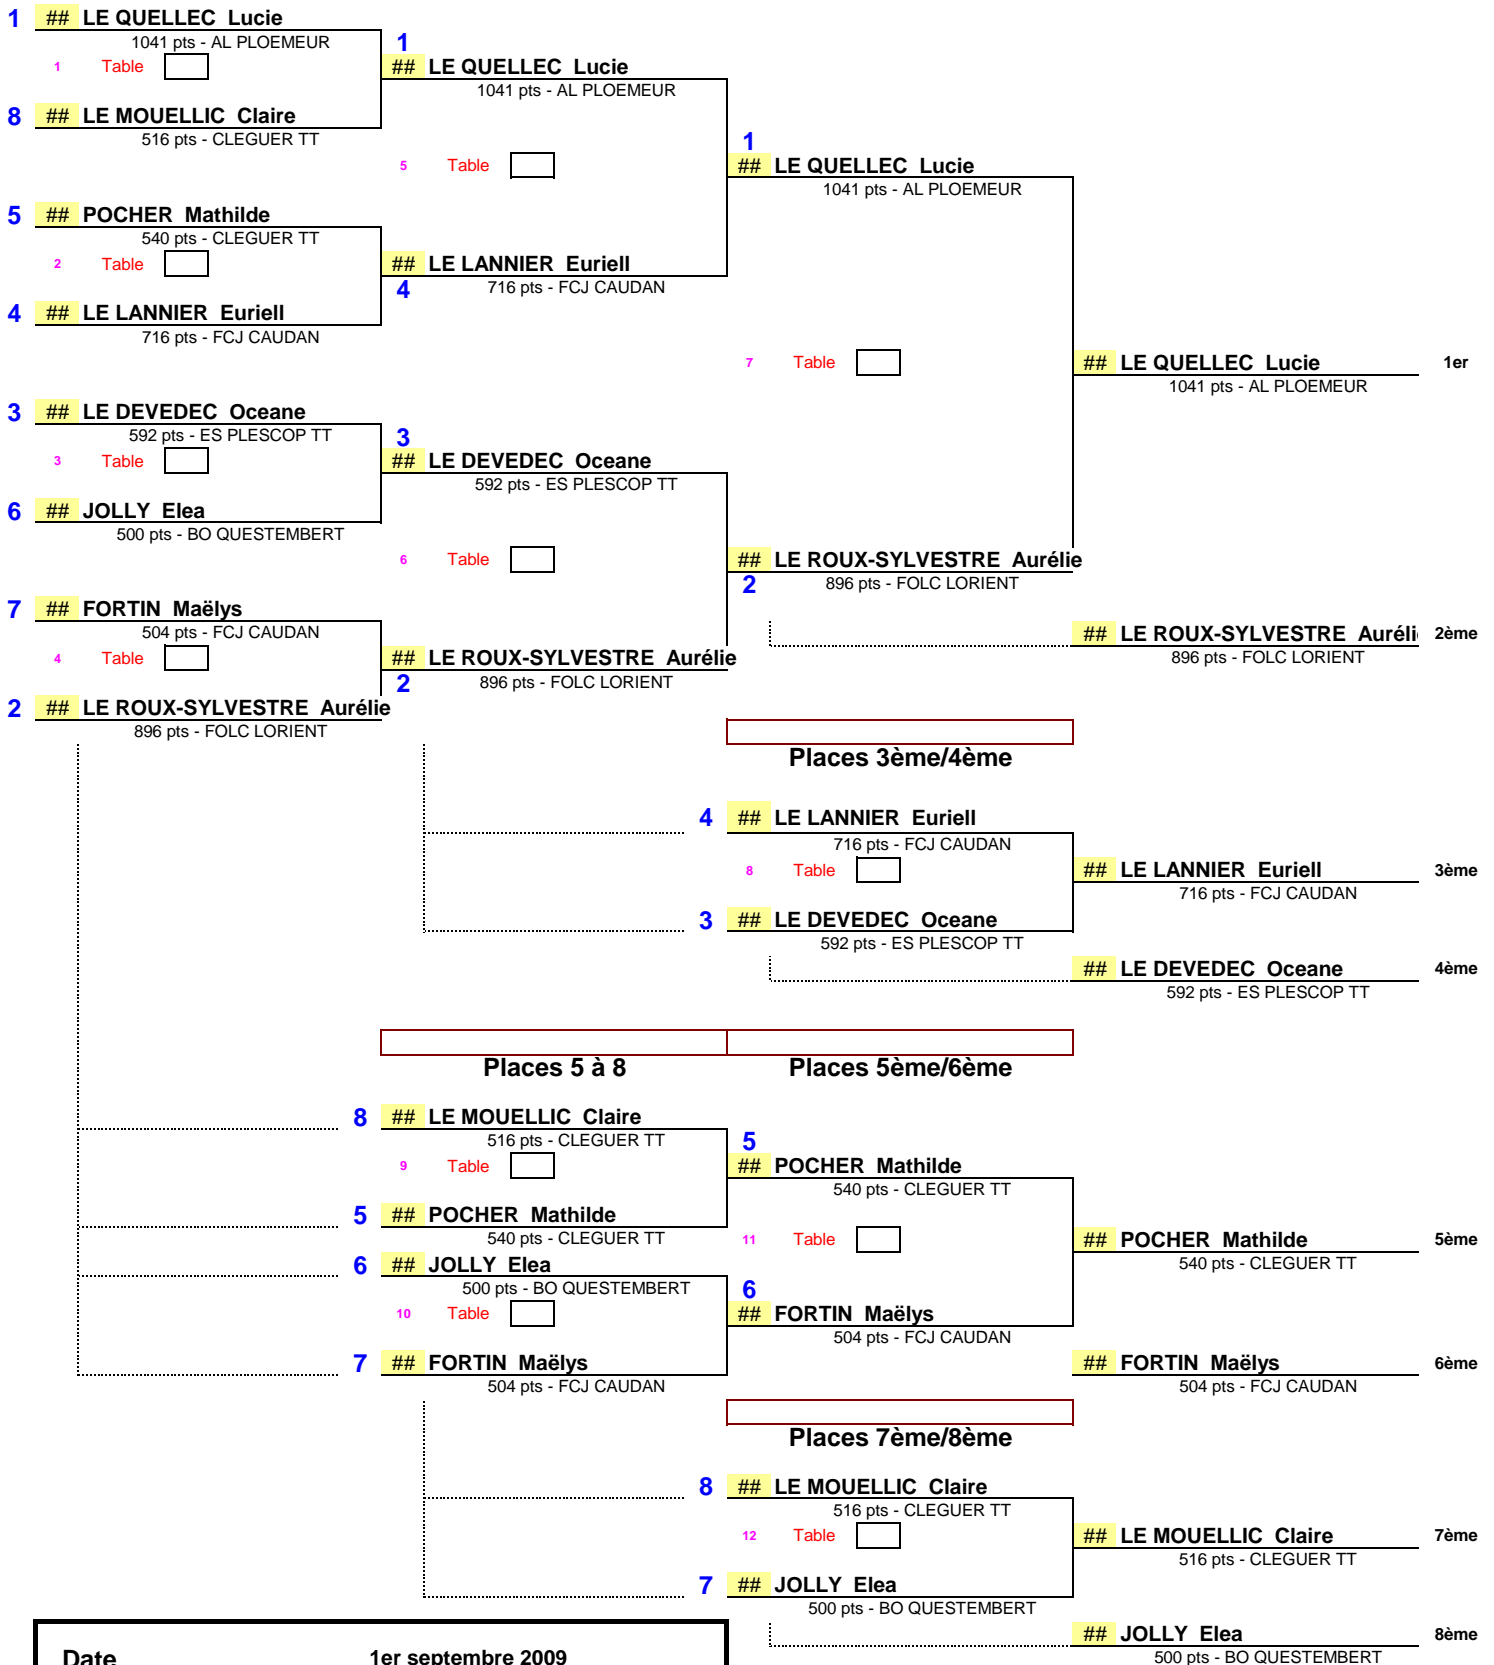 1 ## LE QUELLEC Lucie
1041 pts - AL PLOEMEUR
1 Table
8 ## LE MOUELLIC Claire
516 pts - CLEGUER TT
5 ## POCHER Mathilde
540 pts - CLEGUER TT
2 Table
4 ## LE LANNIER Euriell
716 pts - FCJ CAUDAN
3 ## LE DEVEDEC Oceane
592 pts - ES PLESCOP TT
3 Table
6 ## JOLLY Elea
500 pts - BO QUESTEMBERT
7 ## FORTIN Maëlys
504 pts - FCJ CAUDAN
4 Table
2 ## LE ROUX-SYLVESTRE Aurélie
896 pts - FOLC LORIENT
1
## LE QUELLEC Lucie
1041 pts - AL PLOEMEUR
5 Table
## LE LANNIER Euriell
4 716 pts - FCJ CAUDAN
3
## LE DEVEDEC Oceane
592 pts - ES PLESCOP TT
6 Table
## LE ROUX-SYLVESTRE Aurélie
2 896 pts - FOLC LORIENT
1
## LE QUELLEC Lucie
1041 pts - AL PLOEMEUR
7 Table
## LE ROUX-SYLVESTRE Aurélie
2 896 pts - FOLC LORIENT
## LE QUELLEC Lucie 1er
1041 pts - AL PLOEMEUR
## LE ROUX-SYLVESTRE Auréli 2ème
896 pts - FOLC LORIENT
Places 3ème/4ème
4 ## LE LANNIER Euriell
716 pts - FCJ CAUDAN
8 Table
3 ## LE DEVEDEC Oceane
592 pts - ES PLESCOP TT
## LE LANNIER Euriell 3ème
716 pts - FCJ CAUDAN
## LE DEVEDEC Oceane 4ème
592 pts - ES PLESCOP TT
Places 5 à 8
Places 5ème/6ème
8 ## LE MOUELLIC Claire
516 pts - CLEGUER TT
9 Table
5 ## POCHER Mathilde
540 pts - CLEGUER TT
6 ## JOLLY Elea
500 pts - BO QUESTEMBERT
10 Table
7 ## FORTIN Maëlys
504 pts - FCJ CAUDAN
5
## POCHER Mathilde
540 pts - CLEGUER TT
11 Table
6
## FORTIN Maëlys
504 pts - FCJ CAUDAN
## POCHER Mathilde 5ème
540 pts - CLEGUER TT
## FORTIN Maëlys 6ème
504 pts - FCJ CAUDAN
Places 7ème/8ème
8 ## LE MOUELLIC Claire
516 pts - CLEGUER TT
12 Table
7 ## JOLLY Elea
500 pts - BO QUESTEMBERT
## LE MOUELLIC Claire 7ème
516 pts - CLEGUER TT
## JOLLY Elea 8ème
500 pts - BO QUESTEMBERT
Date 1er septembre 2009